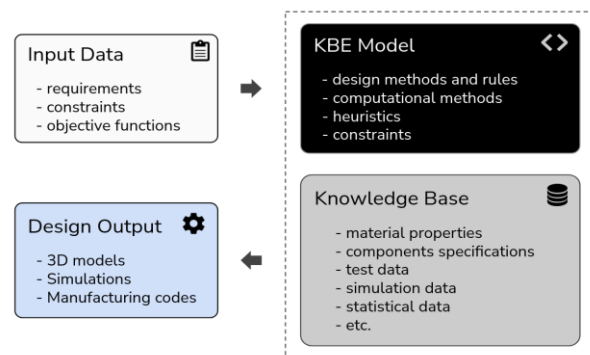 Input Data
- requirements
- constraints
- objective functions
KBE Model
- design methods and rules
- computational methods
- heuristics
- constraints
Design Output
- 3D models
- Simulations
- Manufacturing codes
Knowledge Base
- material properties
- components specifications
- test data
- simulation data
- statistical data
- etc.